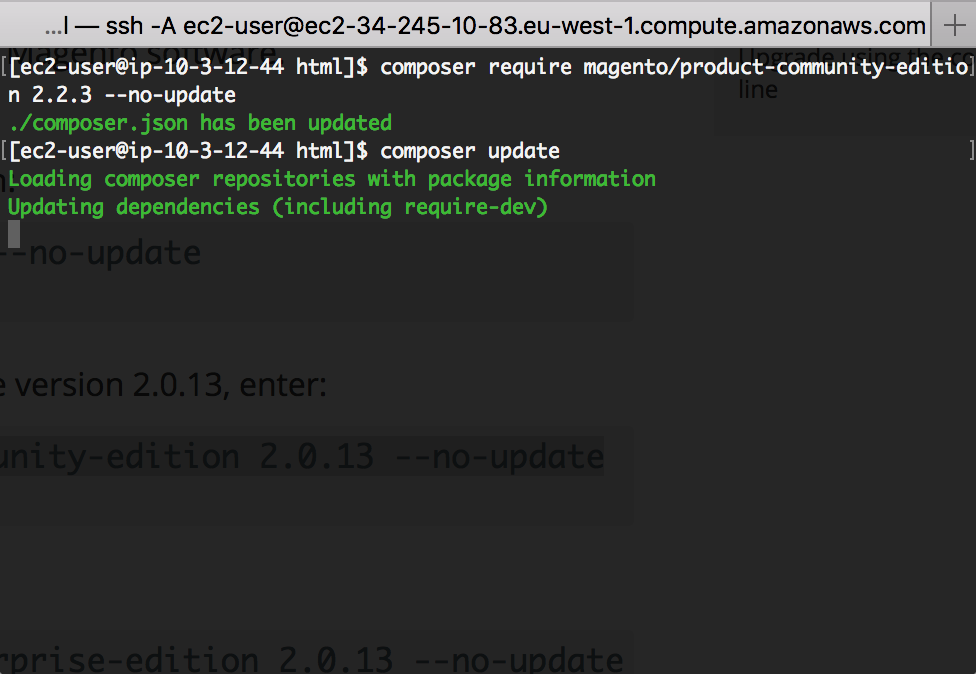 ...l — ssh -A ec2-user@ec2-34-245-10-83.eu-west-1.compute.amazonaws.com +
Magento software
Upgrade using the co
line
[[ec2-user@ip-10-3-12-44 html]$ composer require magento/product-community-editio]
n 2.2.3 --no-update
./composer.json has been updated
[[ec2-user@ip-10-3-12-44 html]$ composer update ]
Loading composer repositories with package information
Updating dependencies (including require-dev)
--no-update
e version 2.0.13, enter:
unity-edition 2.0.13 --no-update
rprise-edition 2.0.13 --no-update